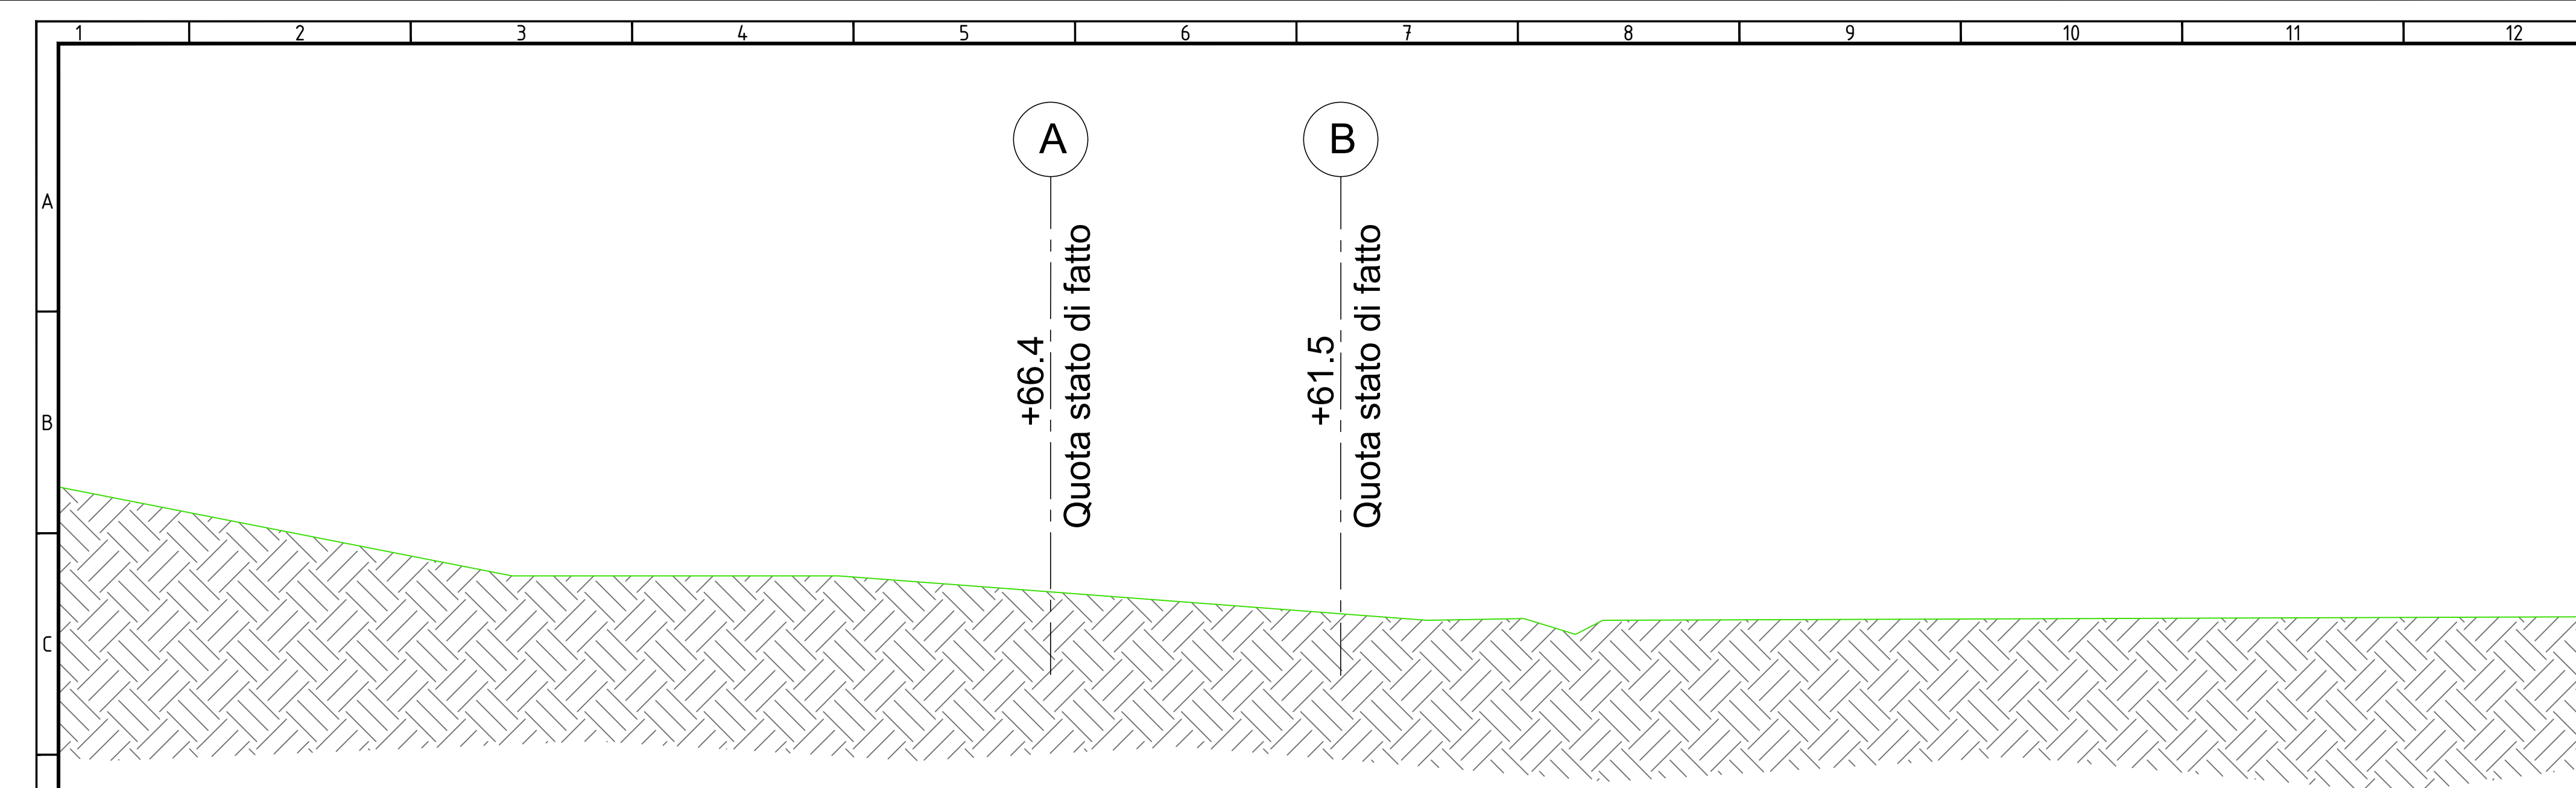 1 2 3 4 5 6 7 8 9 10 11 12
A B
A
+66.4
Quota stato di fatto
+61.5
Quota stato di fatto
B
C